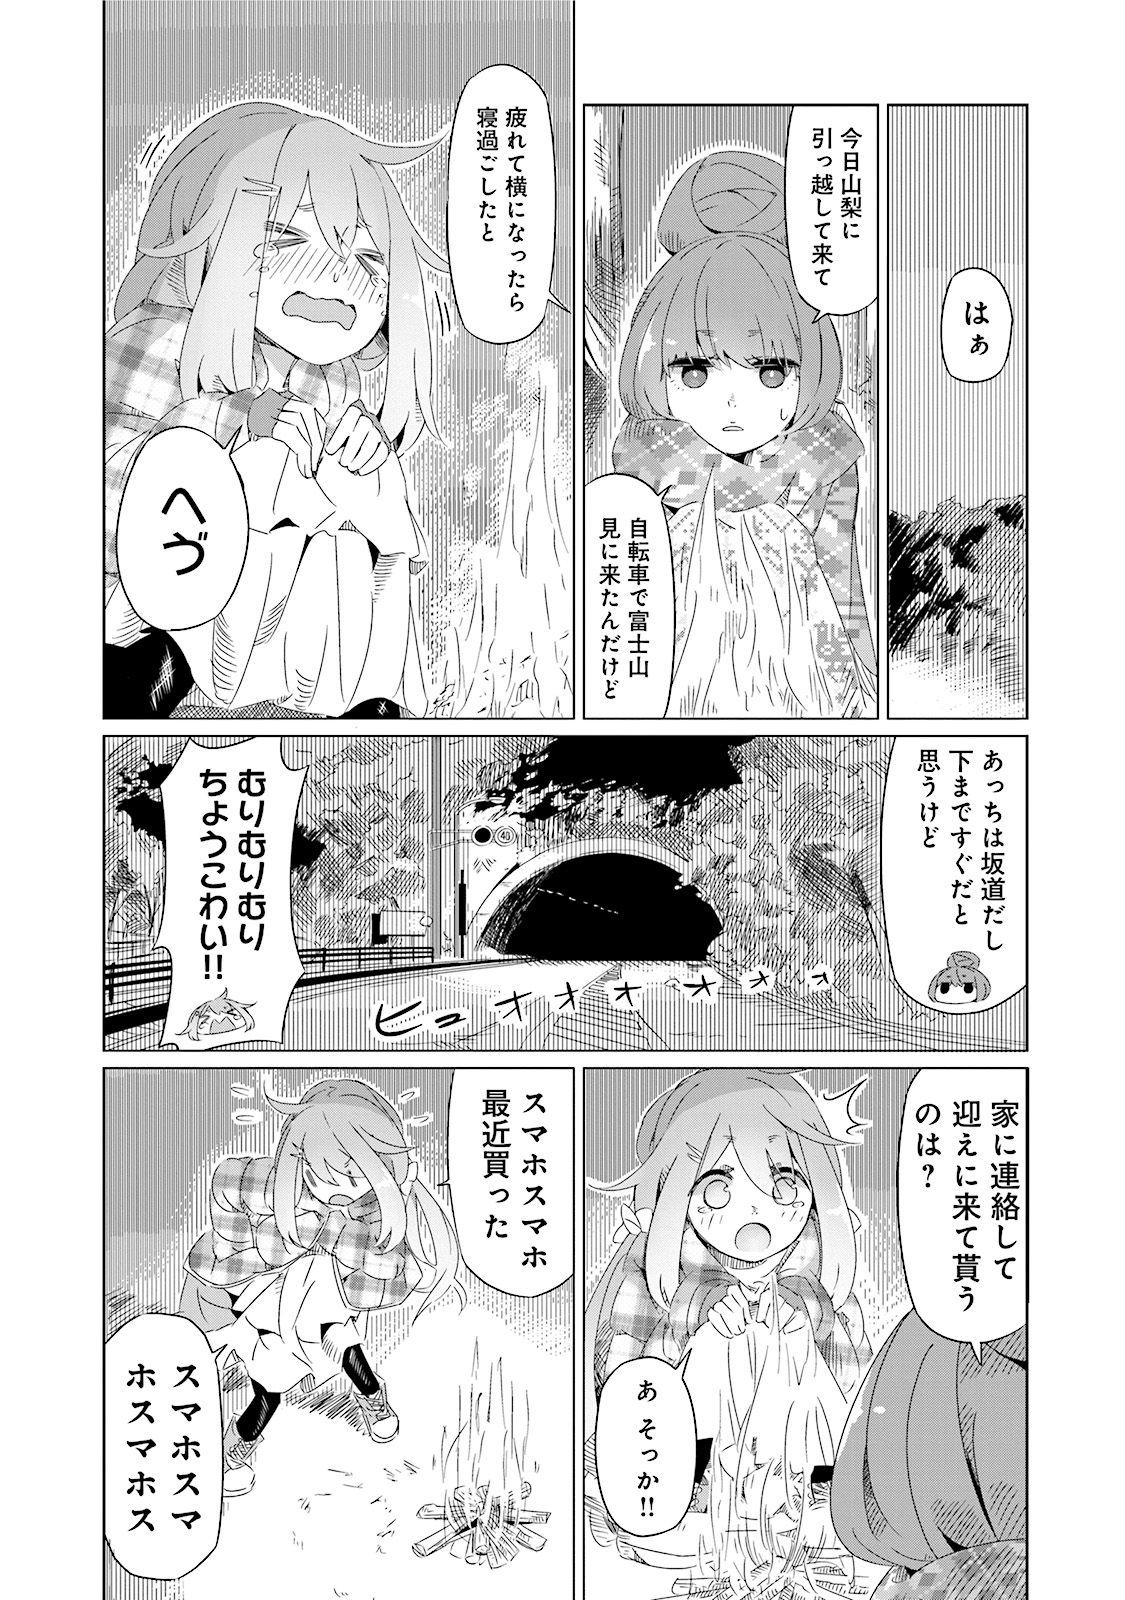 はぁ
今日山梨に
引っ越して来て
自転車で富士山
見に来たんだけど
疲れて横になったら
寝過ごしたと
へヴ
あっちは坂道だし
下まですぐだと
思うけど
40
ヒュオオオォォォ
むりむりむり
ちょうこわい!!
家に連絡して
迎えに来て貰う
のは?
あ そっか!!
スマホスマホ
最近買った
スマホスマ
ホスマホス